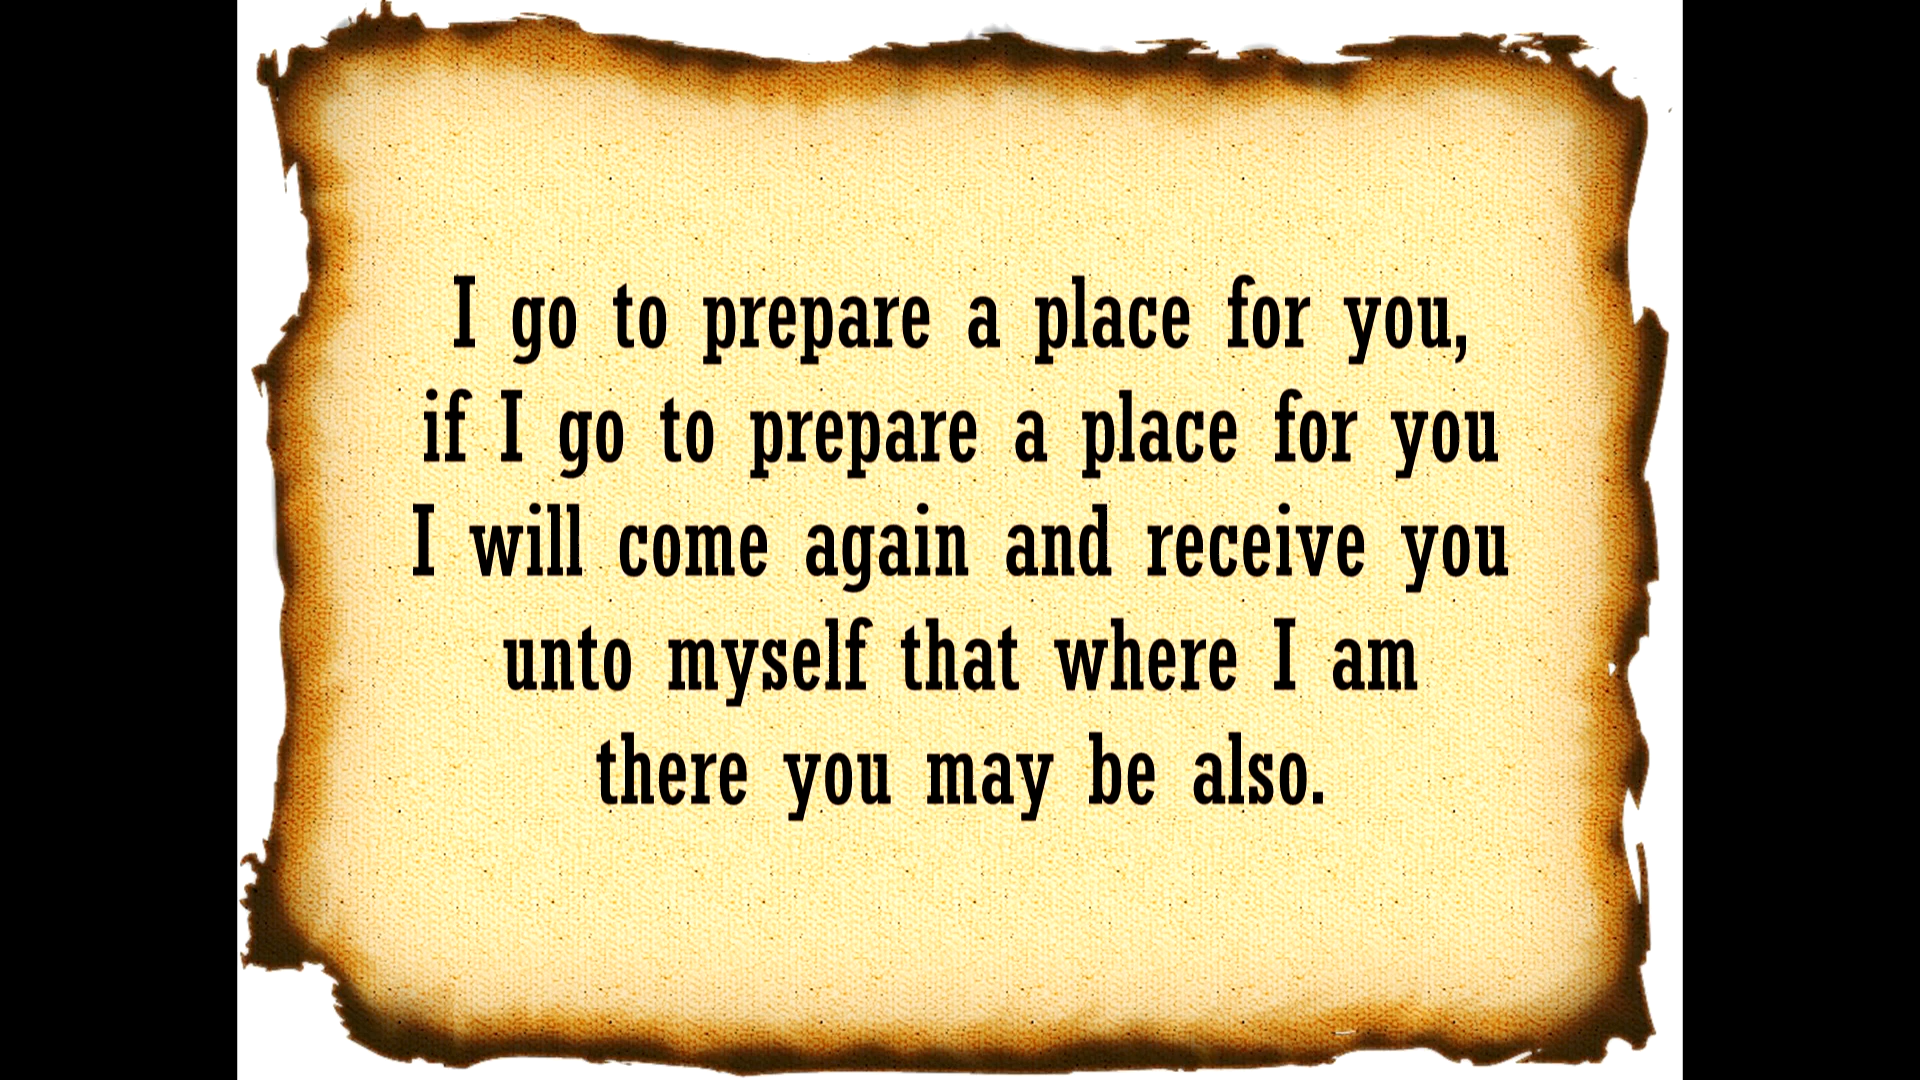 I go to prepare a place for you,
if I go to prepare a place for you
I will come again and receive you
unto myself that where I am
there you may be also.